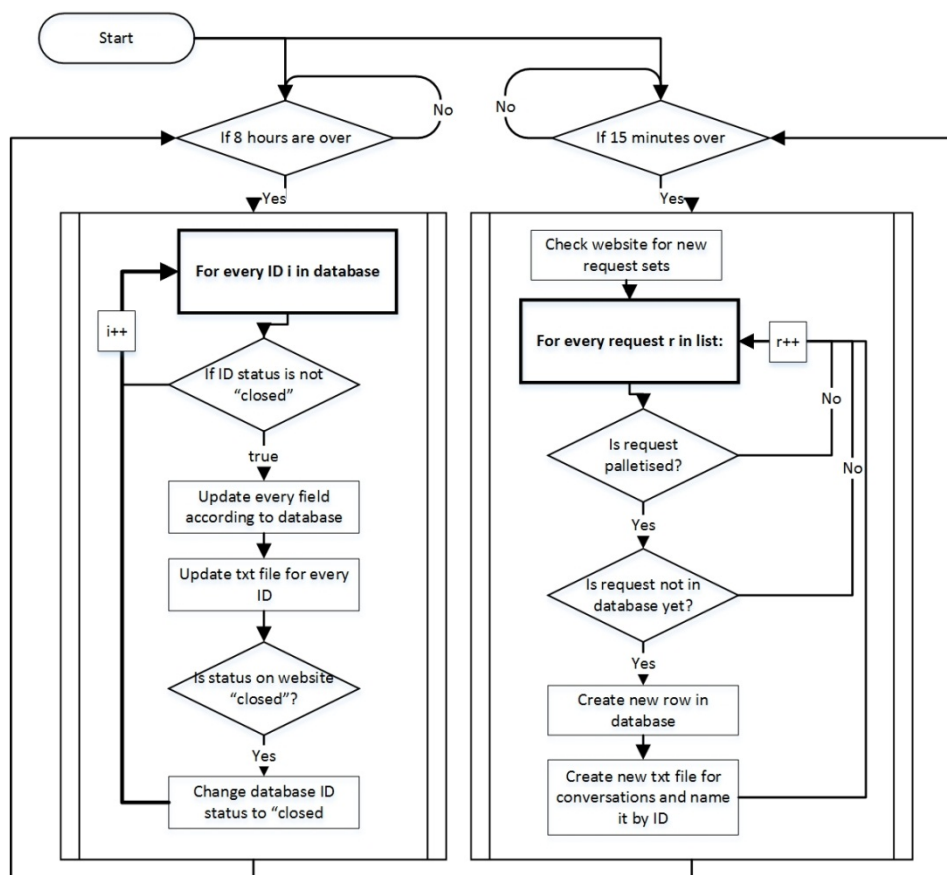 Start
If 8 hours are over
No
Yes
For every ID i in database
i++
If ID status is not
“closed”
true
Update every field
according to database
Update txt file for every
ID
Is status on website
“closed”?
Yes
Change database ID
status to “closed
If 15 minutes over
No
Yes
Check website for new
request sets
For every request r in list:
r++
No
No
Is request
palletised?
Yes
Is request not in
database yet?
Yes
Create new row in
database
Create new txt file for
conversations and name
it by ID